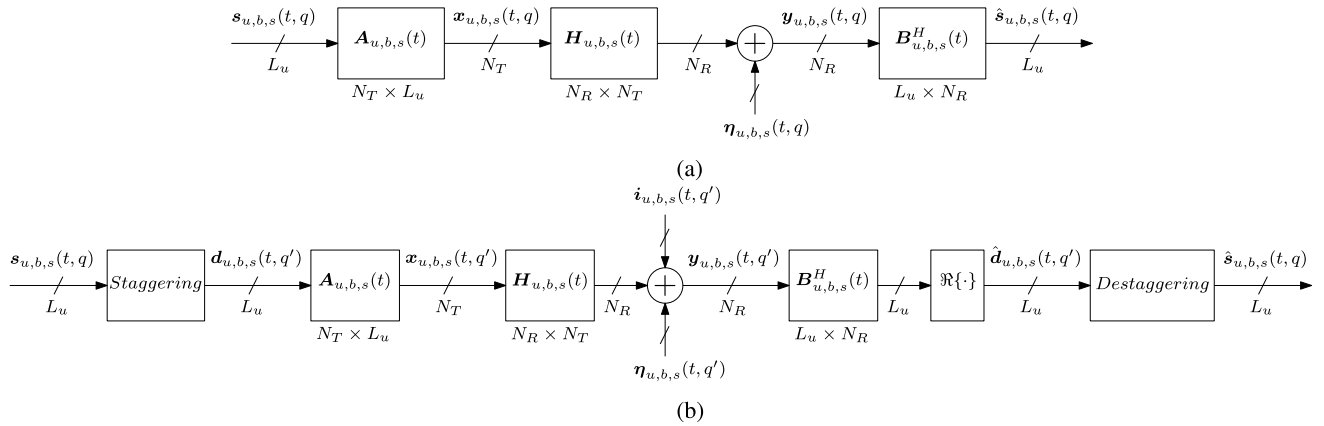 s_{u,b,s}(t,q)
L_u
A_{u,b,s}(t)
N_T × L_u
x_{u,b,s}(t,q)
N_T
H_{u,b,s}(t)
N_R × N_T
N_R
η_{u,b,s}(t,q)
y_{u,b,s}(t,q)
N_R
B^H_{u,b,s}(t)
L_u × N_R
ŝ_{u,b,s}(t,q)
L_u
(a)
s_{u,b,s}(t,q)
L_u
Staggering
d_{u,b,s}(t,q′)
L_u
A_{u,b,s}(t)
N_T × L_u
x_{u,b,s}(t,q′)
N_T
H_{u,b,s}(t)
N_R × N_T
N_R
i_{u,b,s}(t,q′)
η_{u,b,s}(t,q′)
y_{u,b,s}(t,q′)
N_R
B^H_{u,b,s}(t)
L_u × N_R
L_u
ℜ{·}
d̂_{u,b,s}(t,q′)
L_u
Destaggering
ŝ_{u,b,s}(t,q)
L_u
(b)